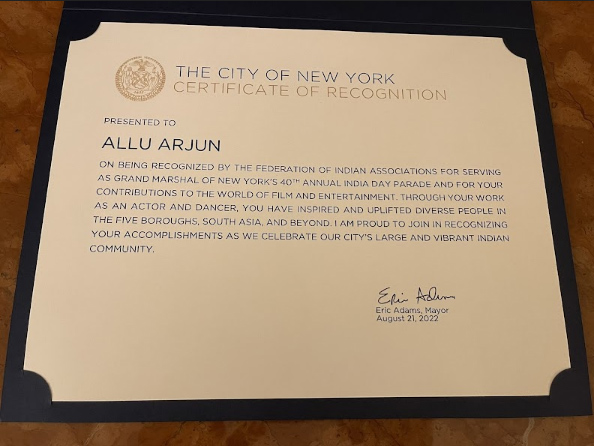 THE CITY OF NEW YORK
CERTIFICATE OF RECOGNITION
PRESENTED TO
ALLU ARJUN
ON BEING RECOGNIZED BY THE FEDERATION OF INDIAN ASSOCIATIONS FOR SERVING
AS GRAND MARSHAL OF NEW YORK'S 40TH ANNUAL INDIA DAY PARADE AND FOR YOUR
CONTRIBUTIONS TO THE WORLD OF FILM AND ENTERTAINMENT. THROUGH YOUR WORK
AS AN ACTOR AND DANCER, YOU HAVE INSPIRED AND UPLIFTED DIVERSE PEOPLE IN
THE FIVE BOROUGHS, SOUTH ASIA, AND BEYOND. I AM PROUD TO JOIN IN RECOGNIZING
YOUR ACCOMPLISHMENTS AS WE CELEBRATE OUR CITY'S LARGE AND VIBRANT INDIAN
COMMUNITY.
Eric Adams
Eric Adams, Mayor
August 21, 2022